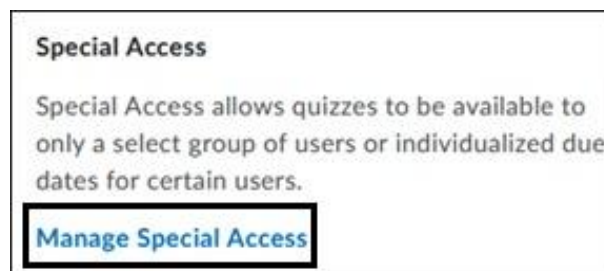 Special Access
Special Access allows quizzes to be available to
only a select group of users or individualized due
dates for certain users.
Manage Special Access